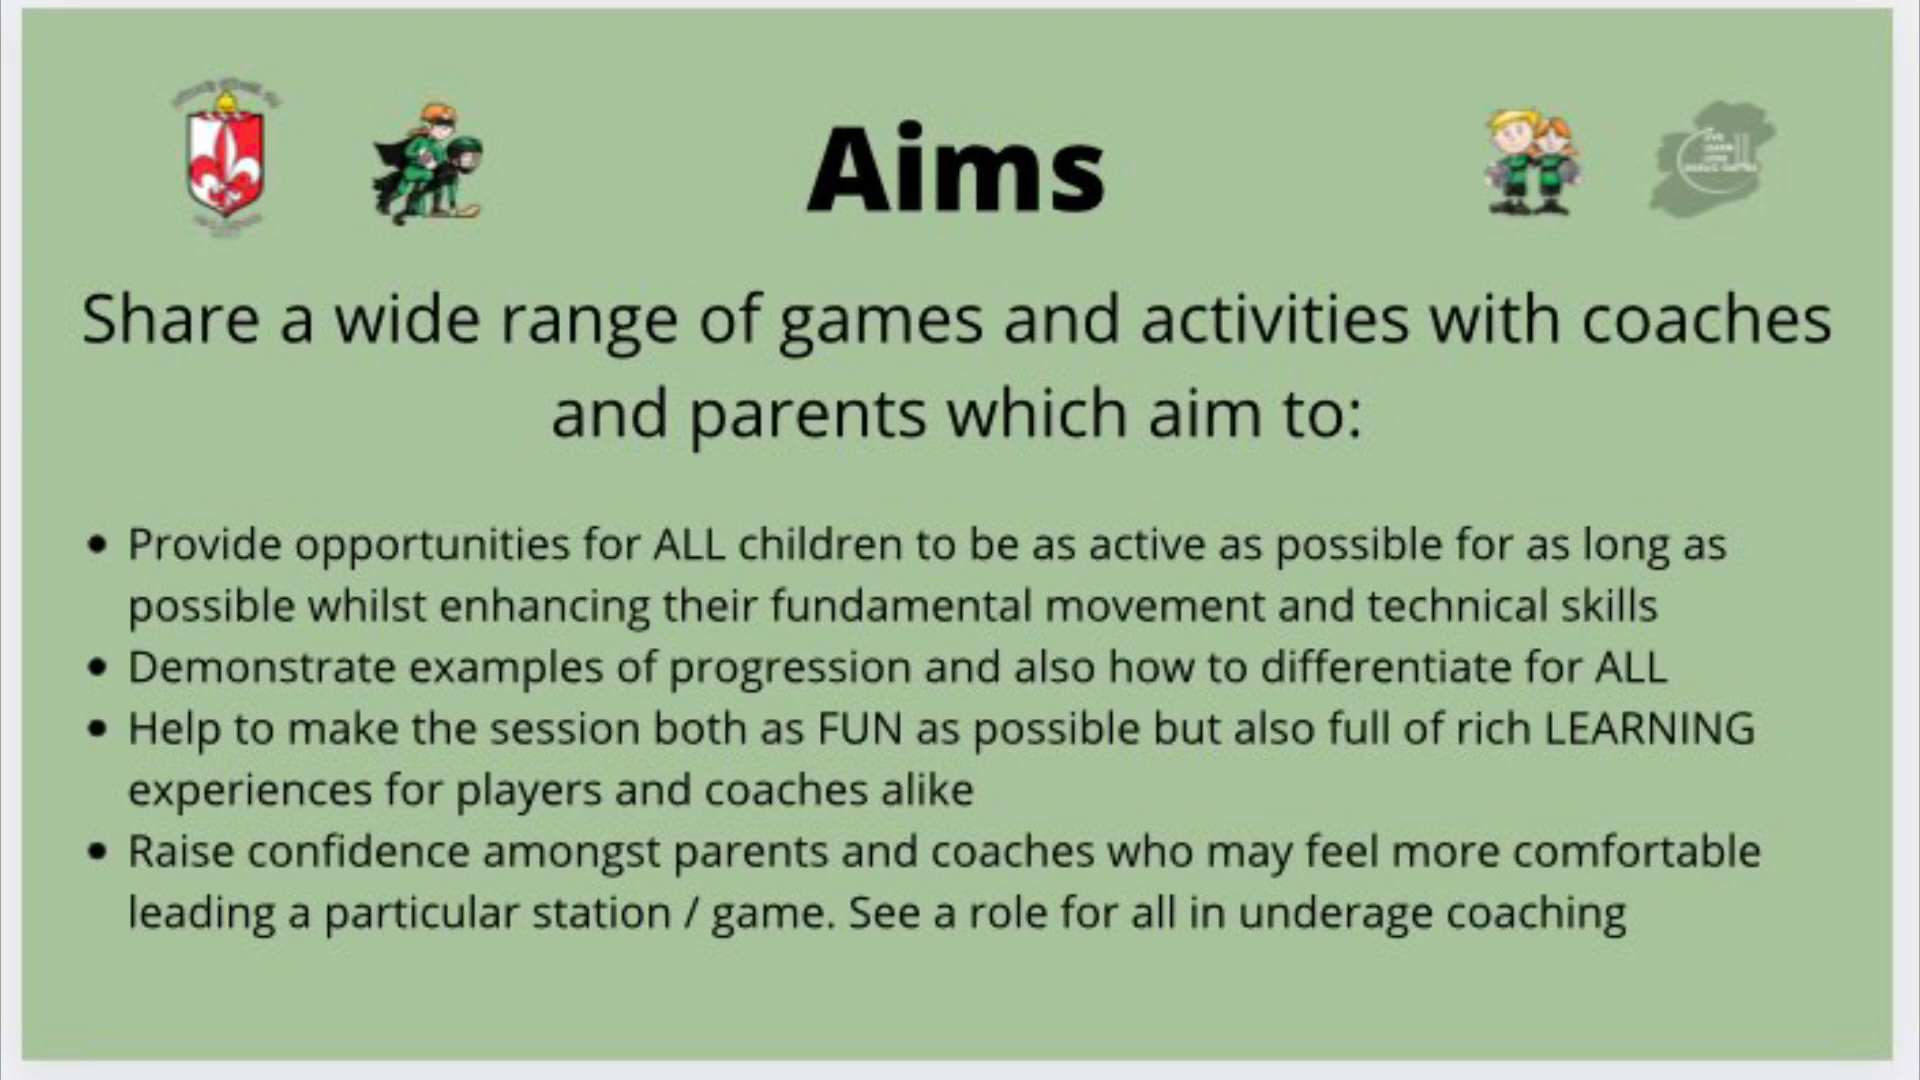 Aims
Share a wide range of games and activities with coaches
and parents which aim to:
• Provide opportunities for ALL children to be as active as possible for as long as
possible whilst enhancing their fundamental movement and technical skills
• Demonstrate examples of progression and also how to differentiate for ALL
• Help to make the session both as FUN as possible but also full of rich LEARNING
experiences for players and coaches alike
• Raise confidence amongst parents and coaches who may feel more comfortable
leading a particular station / game. See a role for all in underage coaching